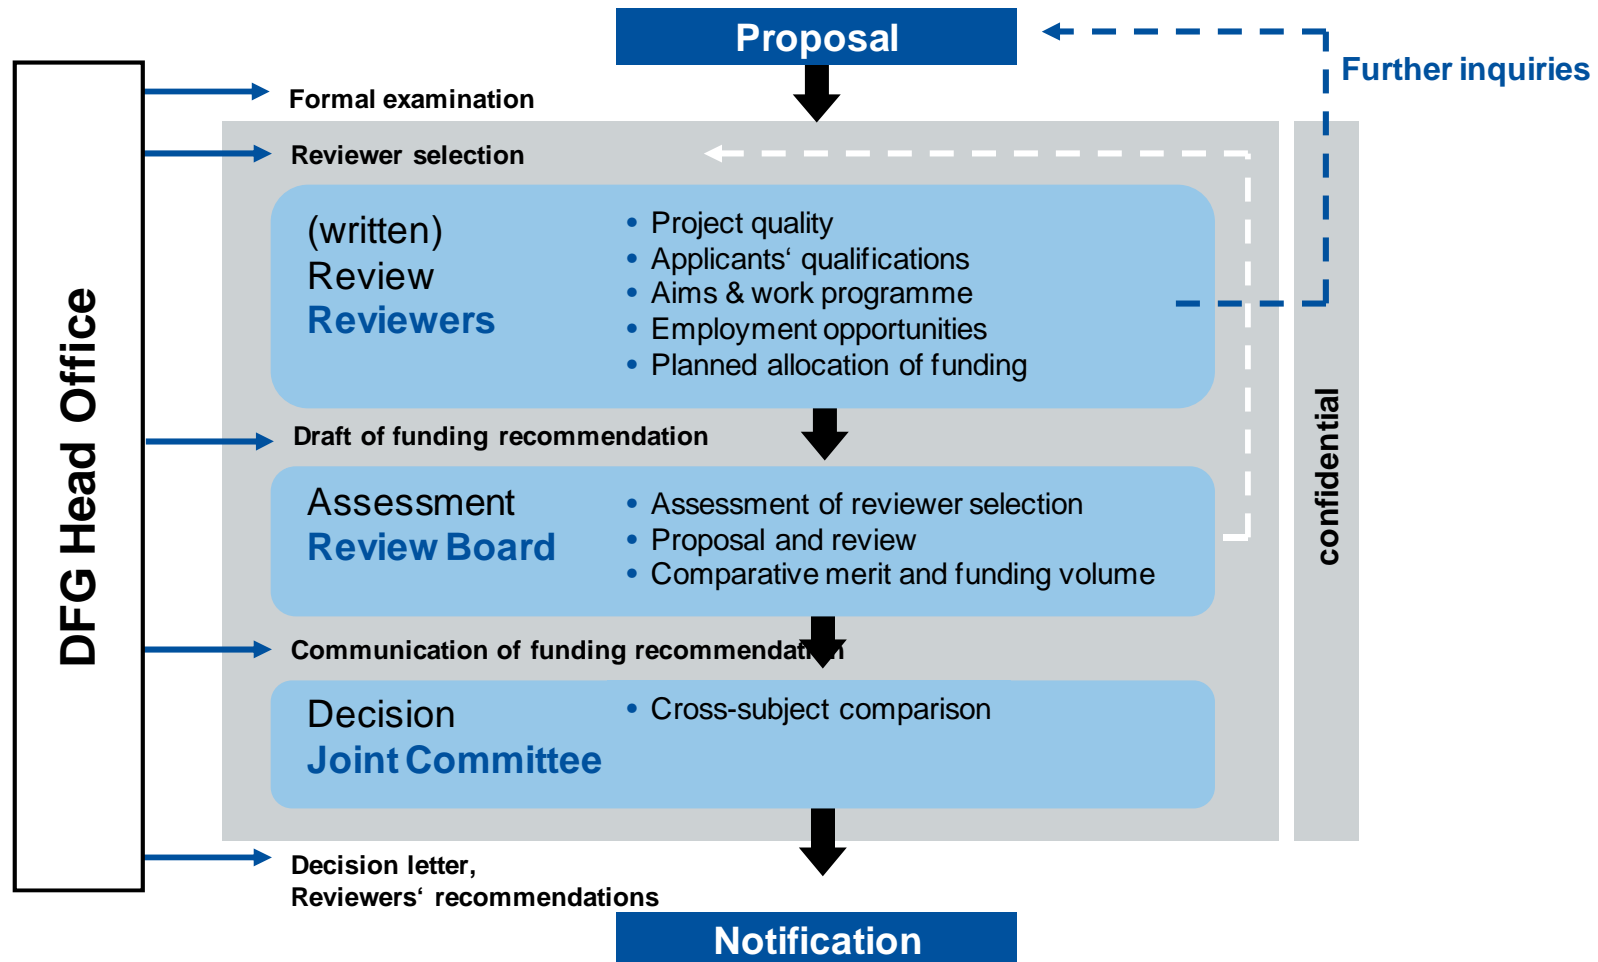 Proposal
Further inquiries
DFG Head Office
Formal examination
Reviewer selection
(written)
Review
Reviewers
• Project quality
• Applicants‘ qualifications
• Aims & work programme
• Employment opportunities
• Planned allocation of funding
confidential
Draft of funding recommendation
Assessment
Review Board
• Assessment of reviewer selection
• Proposal and review
• Comparative merit and funding volume
Communication of funding recommendation
Decision
Joint Committee
• Cross-subject comparison
Decision letter,
Reviewers‘ recommendations
Notification